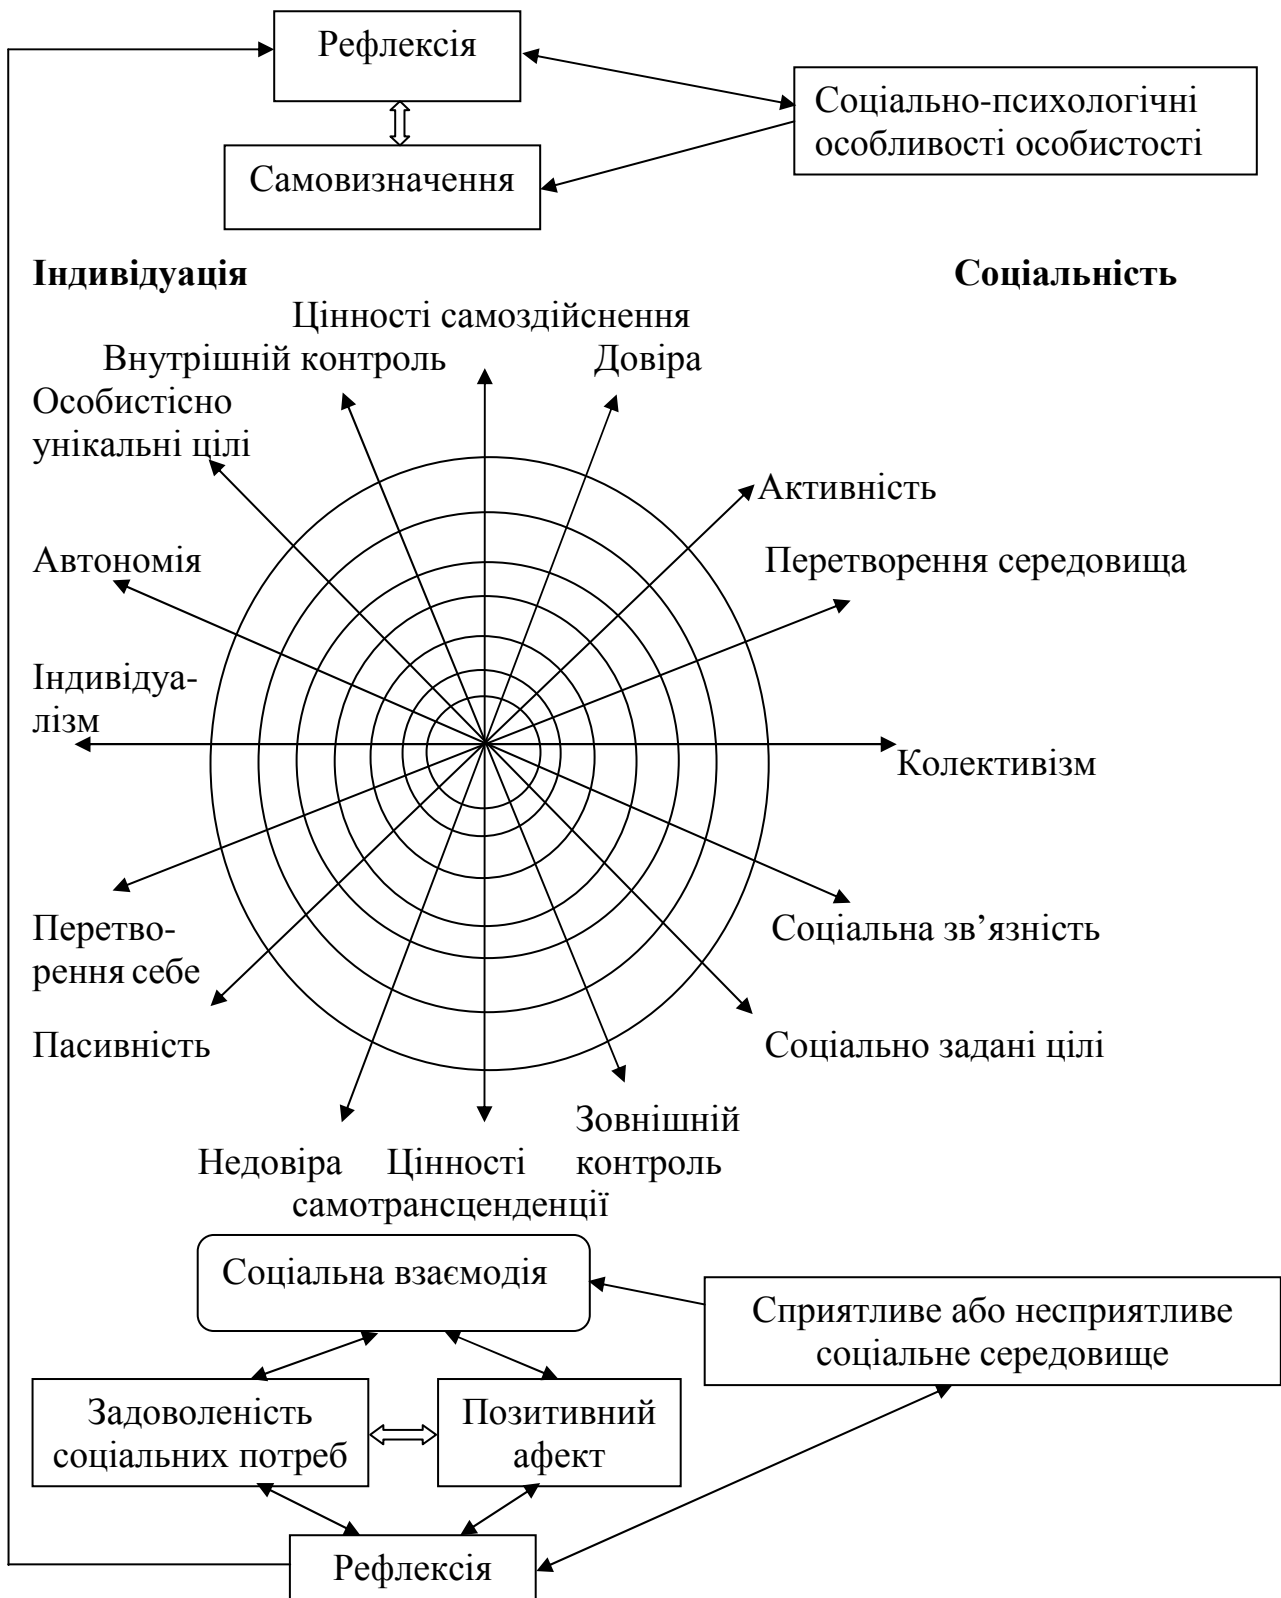 Рефлексія
Соціально-психологічні
особливості особистості
Самовизначення
Індивідуація
Соціальність
Цінності самоздійснення
Внутрішній контроль
Довіра
Особистісно
унікальні цілі
Активність
Автономія
Перетворення середовища
Індивідуа-
лізм
Колективізм
Перетво-
рення себе
Соціальна зв’язність
Пасивність
Соціально задані цілі
Зовнішній
контроль
Недовіра
Цінності
самотрансценденції
Соціальна взаємодія
Сприятливе або несприятливе
соціальне середовище
Задоволеність
соціальних потреб
Позитивний
афект
Рефлексія